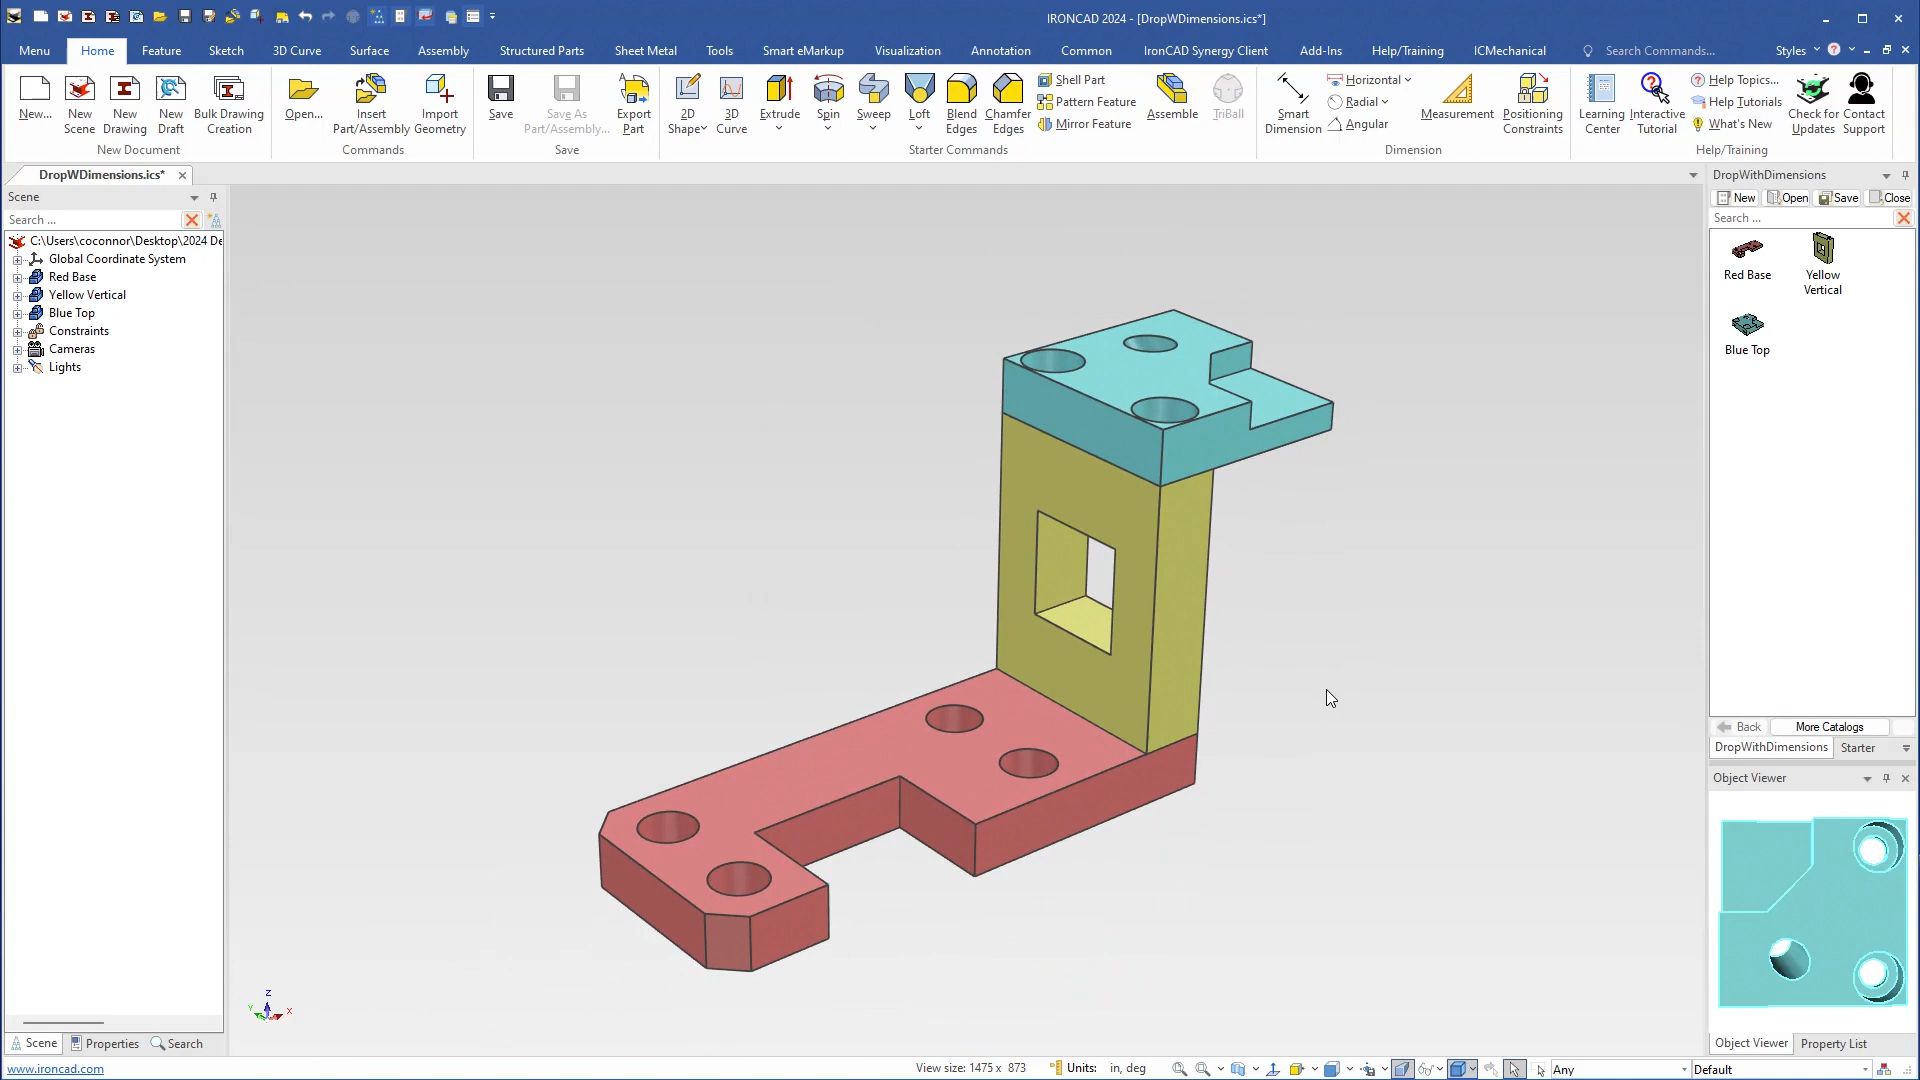 IRONCAD 2024 - [DropWDimensions.ics*]
Menu Home Feature Sketch 3D Curve Surface Assembly Structured Parts Sheet Metal Tools Smart eMarkup Visualization Annotation Common IronCAD Synergy Client Add-Ins Help/Training ICMechanical Search Commands... Styles
New... New Scene New Drawing New Draft Bulk Drawing Creation
New Document
Open... Insert Part/Assembly Import Geometry
Commands
Save Save As Part/Assembly... Export Part
Save
2D Shape 3D Curve Extrude Spin Sweep Loft Blend Edges Chamfer Edges
Shell Part
Pattern Feature
Mirror Feature
Assemble TriBall
Starter Commands
Smart Dimension
Horizontal
Radial
Angular
Measurement Positioning Constraints
Dimension
Learning Center Interactive Tutorial
Help Topics...
Help Tutorials
What's New
Check for Updates Contact Support
Help/Training
DropWDimensions.ics*
Scene
Search ...
C:\Users\coconnor\Desktop\2024 De
Global Coordinate System
Red Base
Yellow Vertical
Blue Top
Constraints
Cameras
Lights
Z
Y
X
Scene Properties Search
DropWithDimensions
New Open Save Close
Search ...
Red Base
Yellow Vertical
Blue Top
Back More Catalogs
DropWithDimensions Starter
Object Viewer
Object Viewer Property List
www.ironcad.com View size: 1475 x 873 Units: in, deg Any Default